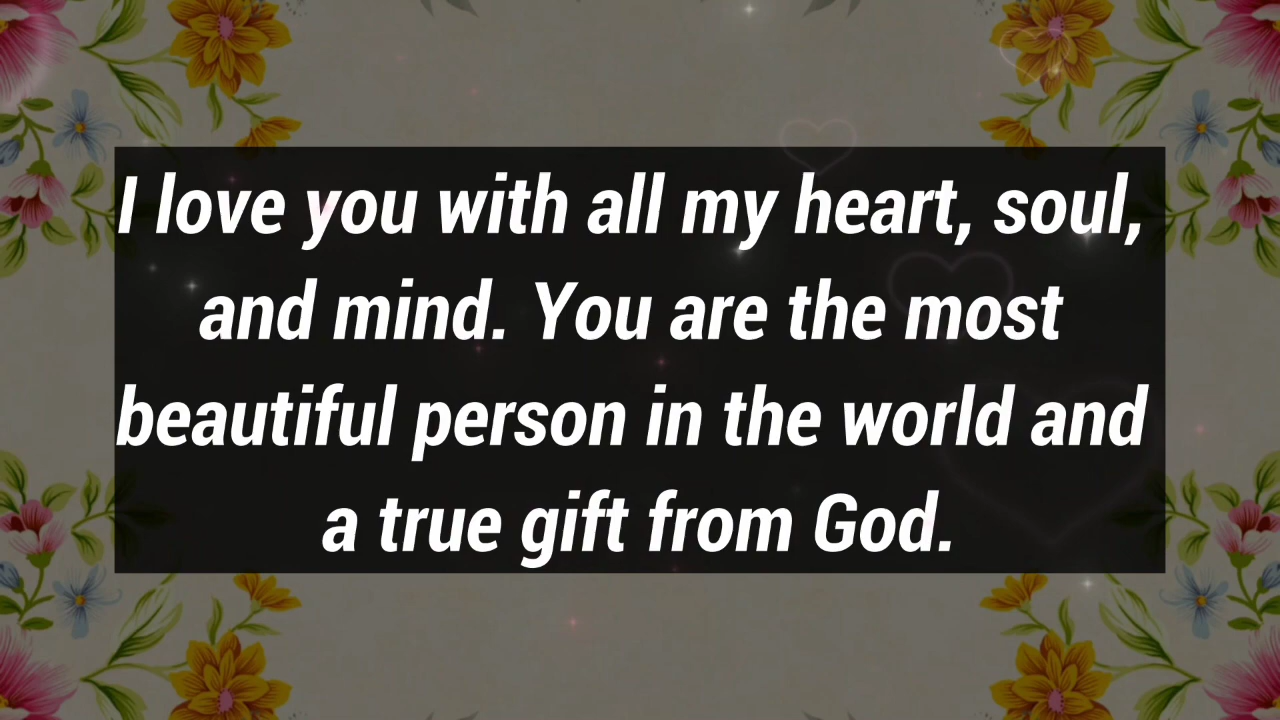 I love you with all my heart, soul,
and mind. You are the most
beautiful person in the world and
a true gift from God.